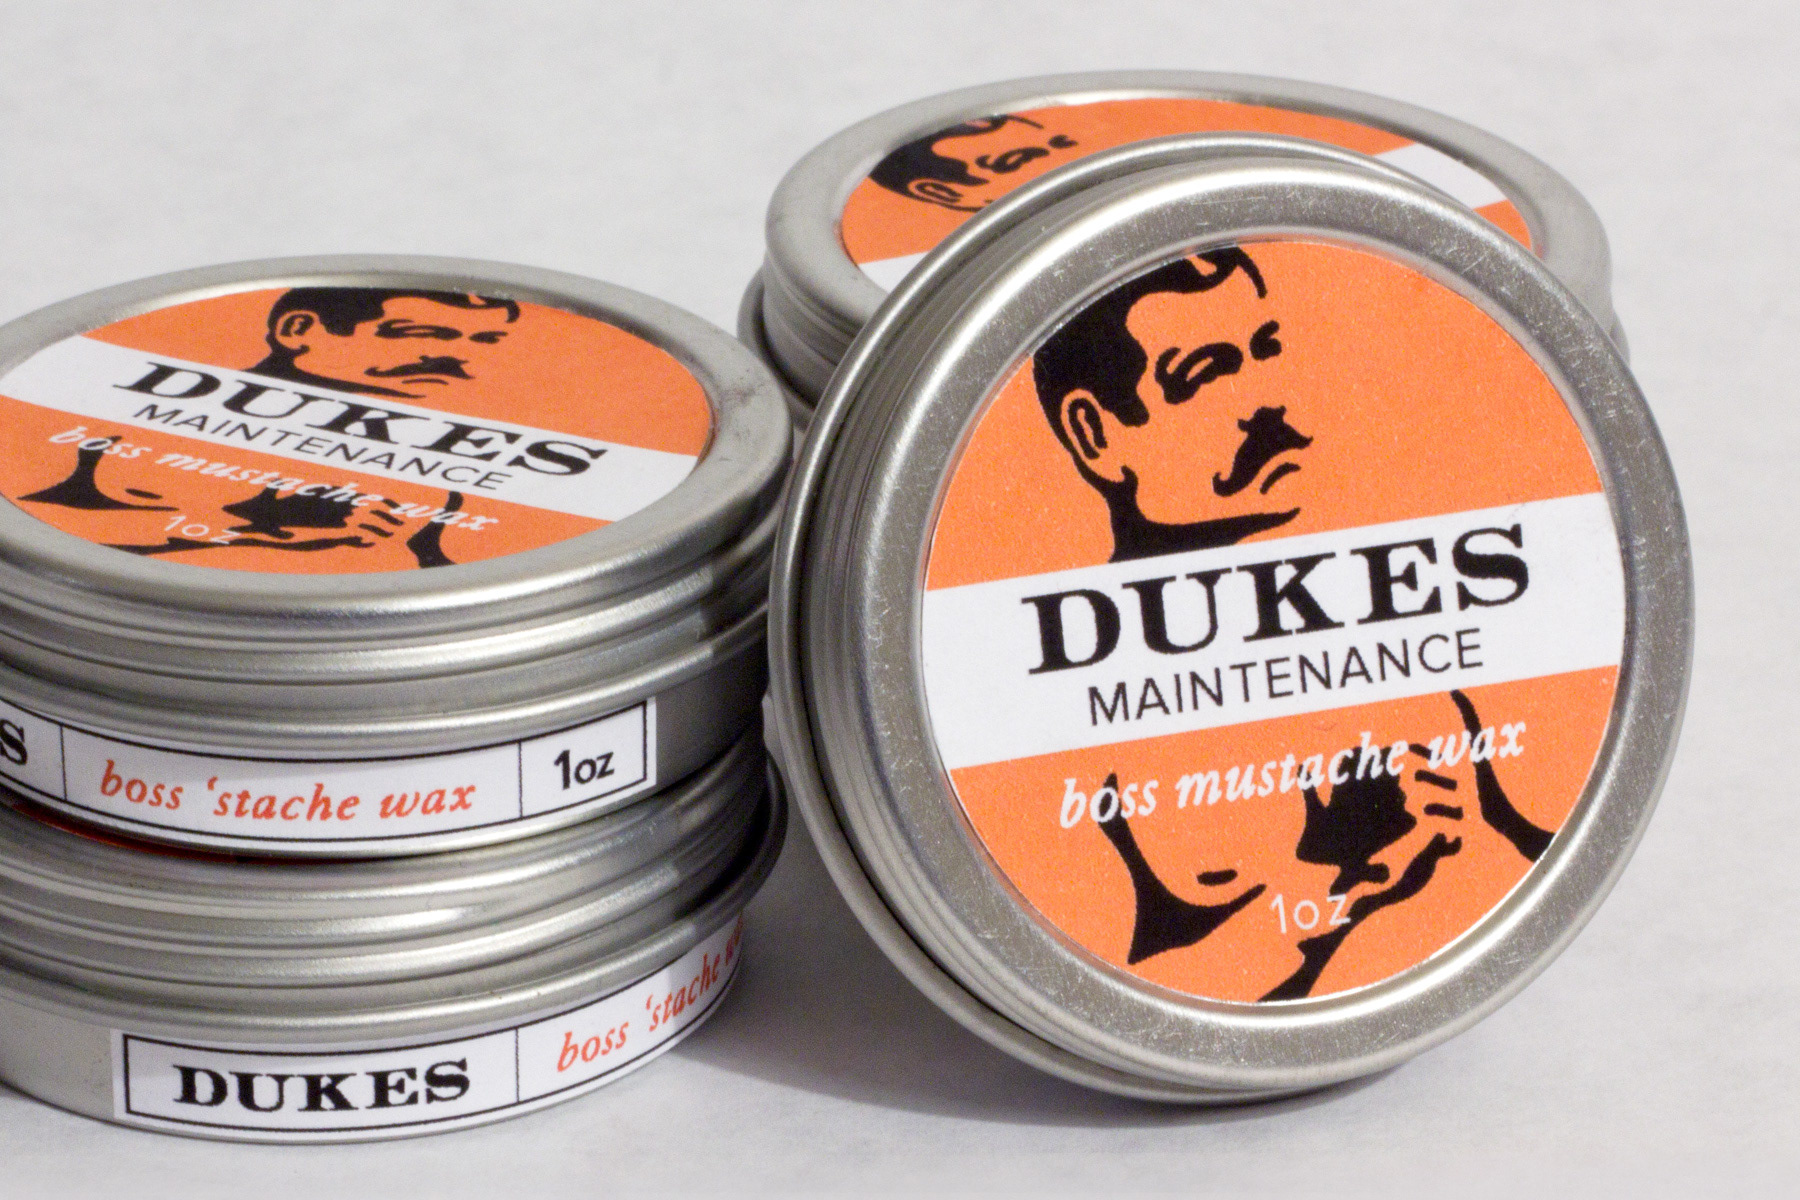 DUKES
MAINTENANCE
boss mustache wax
1oz
S
boss 'stache wax
1oz
DUKES
boss 'stache
DUKES
MAINTENANCE
boss mustache wax
1oz